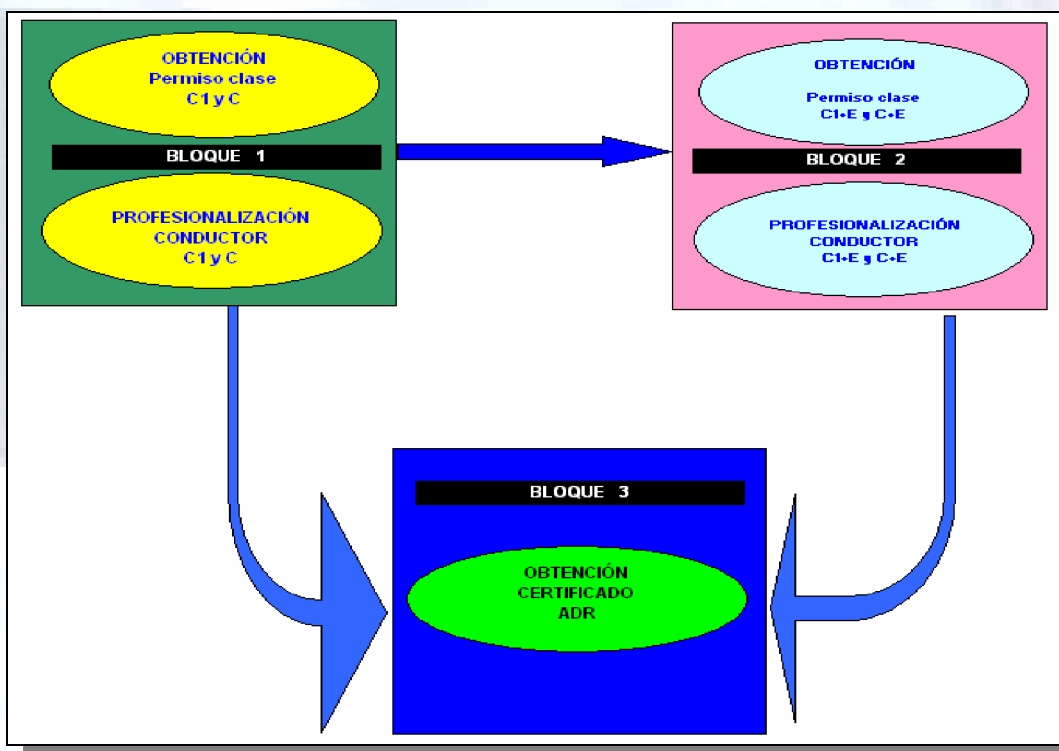 OBTENCIÓN
Permiso clase
C1 y C
BLOQUE 1
PROFESIONALIZACIÓN
CONDUCTOR
C1 y C
OBTENCIÓN
Permiso clase
C1+E y C+E
BLOQUE 2
PROFESIONALIZACIÓN
CONDUCTOR
C1+E y C+E
BLOQUE 3
OBTENCIÓN
CERTIFICADO
ADR